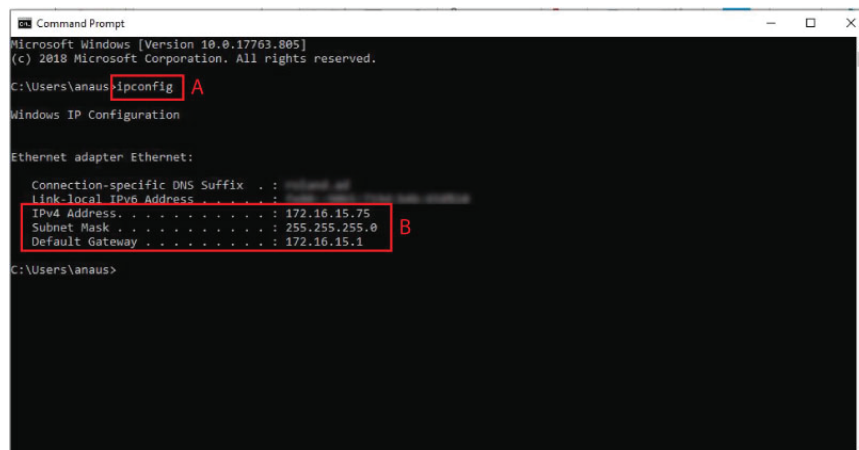 Command Prompt
Microsoft Windows [Version 10.0.17763.805]
(c) 2018 Microsoft Corporation. All rights reserved.
C:\Users\anaus>ipconfig A
Windows IP Configuration
Ethernet adapter Ethernet:
Connection-specific DNS Suffix . :
Link-local IPv6 Address . . . . . :
IPv4 Address. . . . . . . . . . . : 172.16.15.75
Subnet Mask . . . . . . . . . . . : 255.255.255.0 B
Default Gateway . . . . . . . . . : 172.16.15.1
C:\Users\anaus>